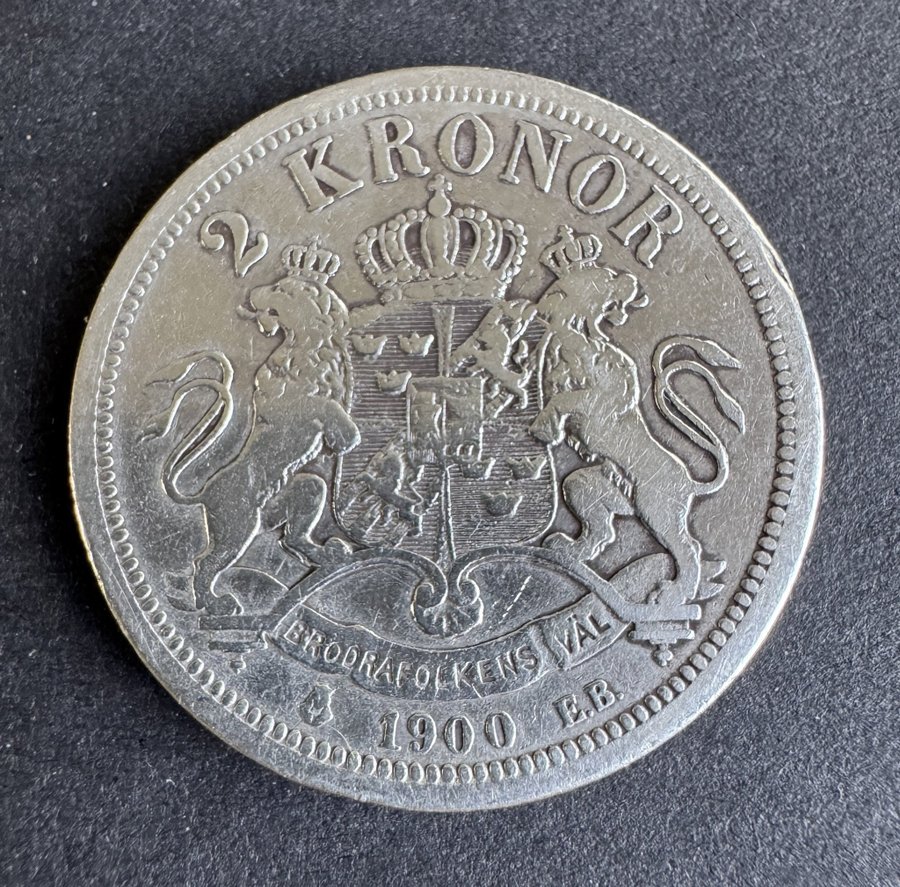 2 KRONOR
BRÖDRAFOLKENS VÄL
1900 E.B.